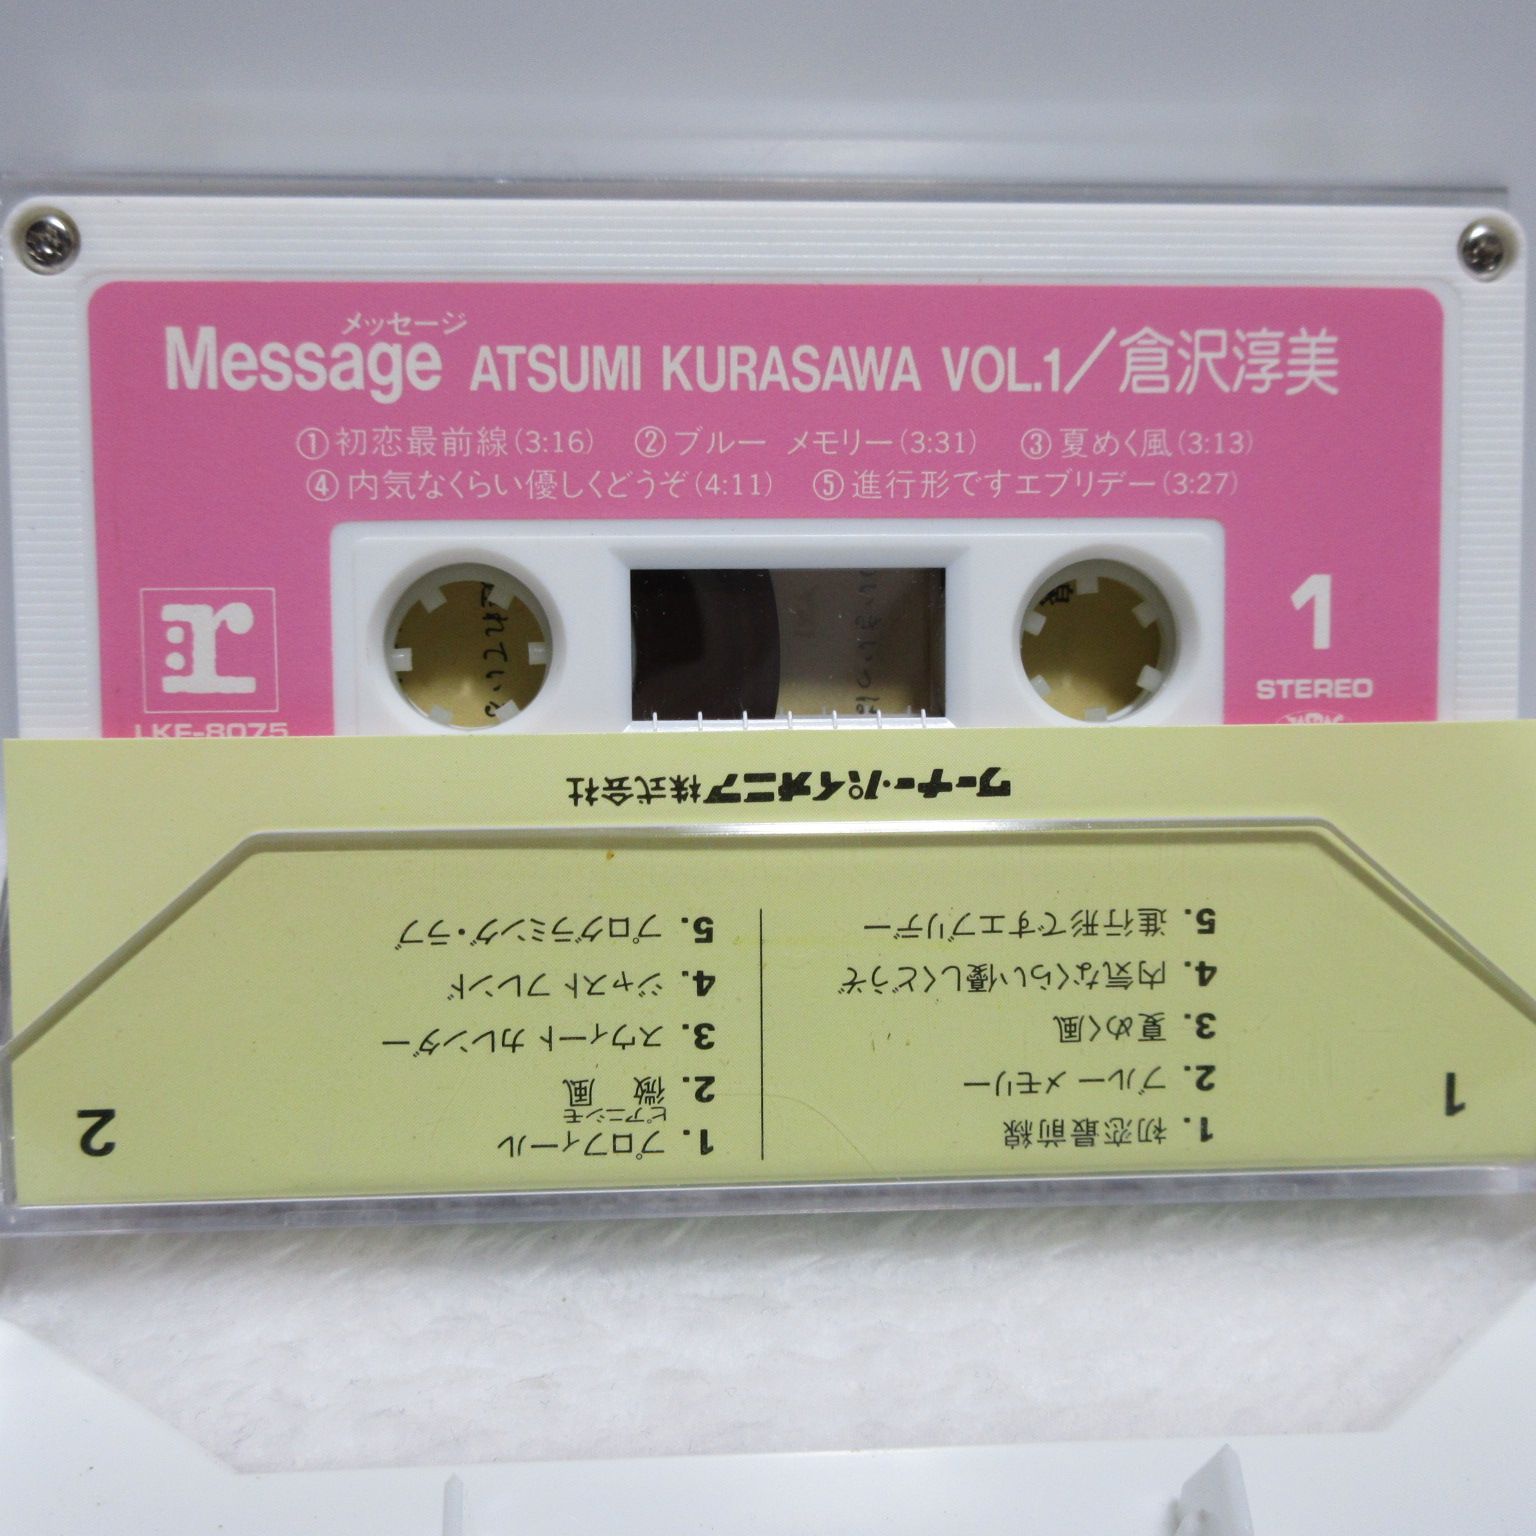 メッセージ
Message ATSUMI KURASAWA VOL.1/倉沢淳美
①初恋最前線(3:16) ②ブルー メモリー(3:31) ③夏めく風(3:13)
④内気なくらい優しくどうぞ(4:11) ⑤進行形ですエブリデー(3:27)
r
1
STEREO
LKF-8075
ワーナー・パイオニア株式会社
1
1. 初恋最前線
2. ブルー メモリー
3. 夏めく風
4. 内気なくらい優しくどうぞ
5. 進行形ですエブリデー
2
1. プロフィール
ピアニシモ
2. 微 風
3. スウィート カレンダー
4. ジャスト フレンド
5. プログラミング・ラブ